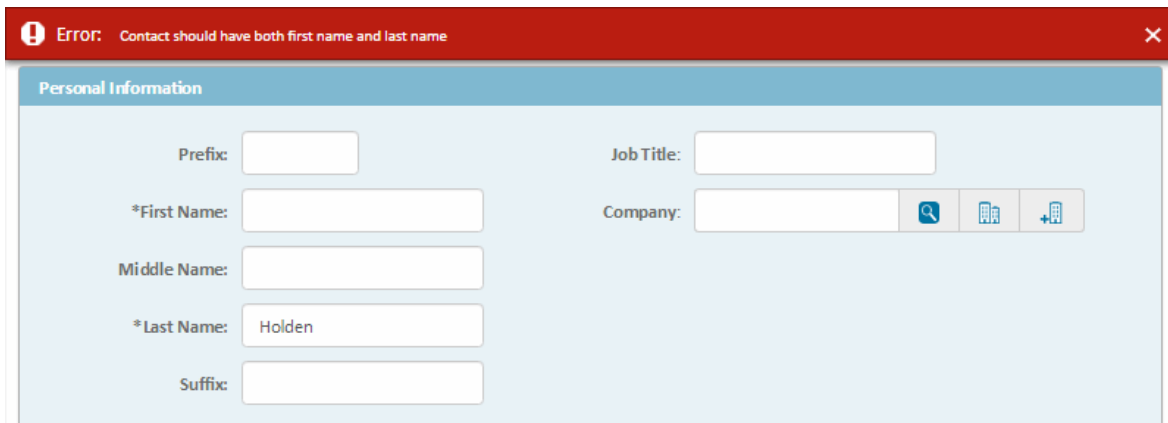 Error: Contact should have both first name and last name
Personal Information
Prefix:
Job Title:
*First Name:
Company:
Middle Name:
*Last Name: Holden
Suffix: